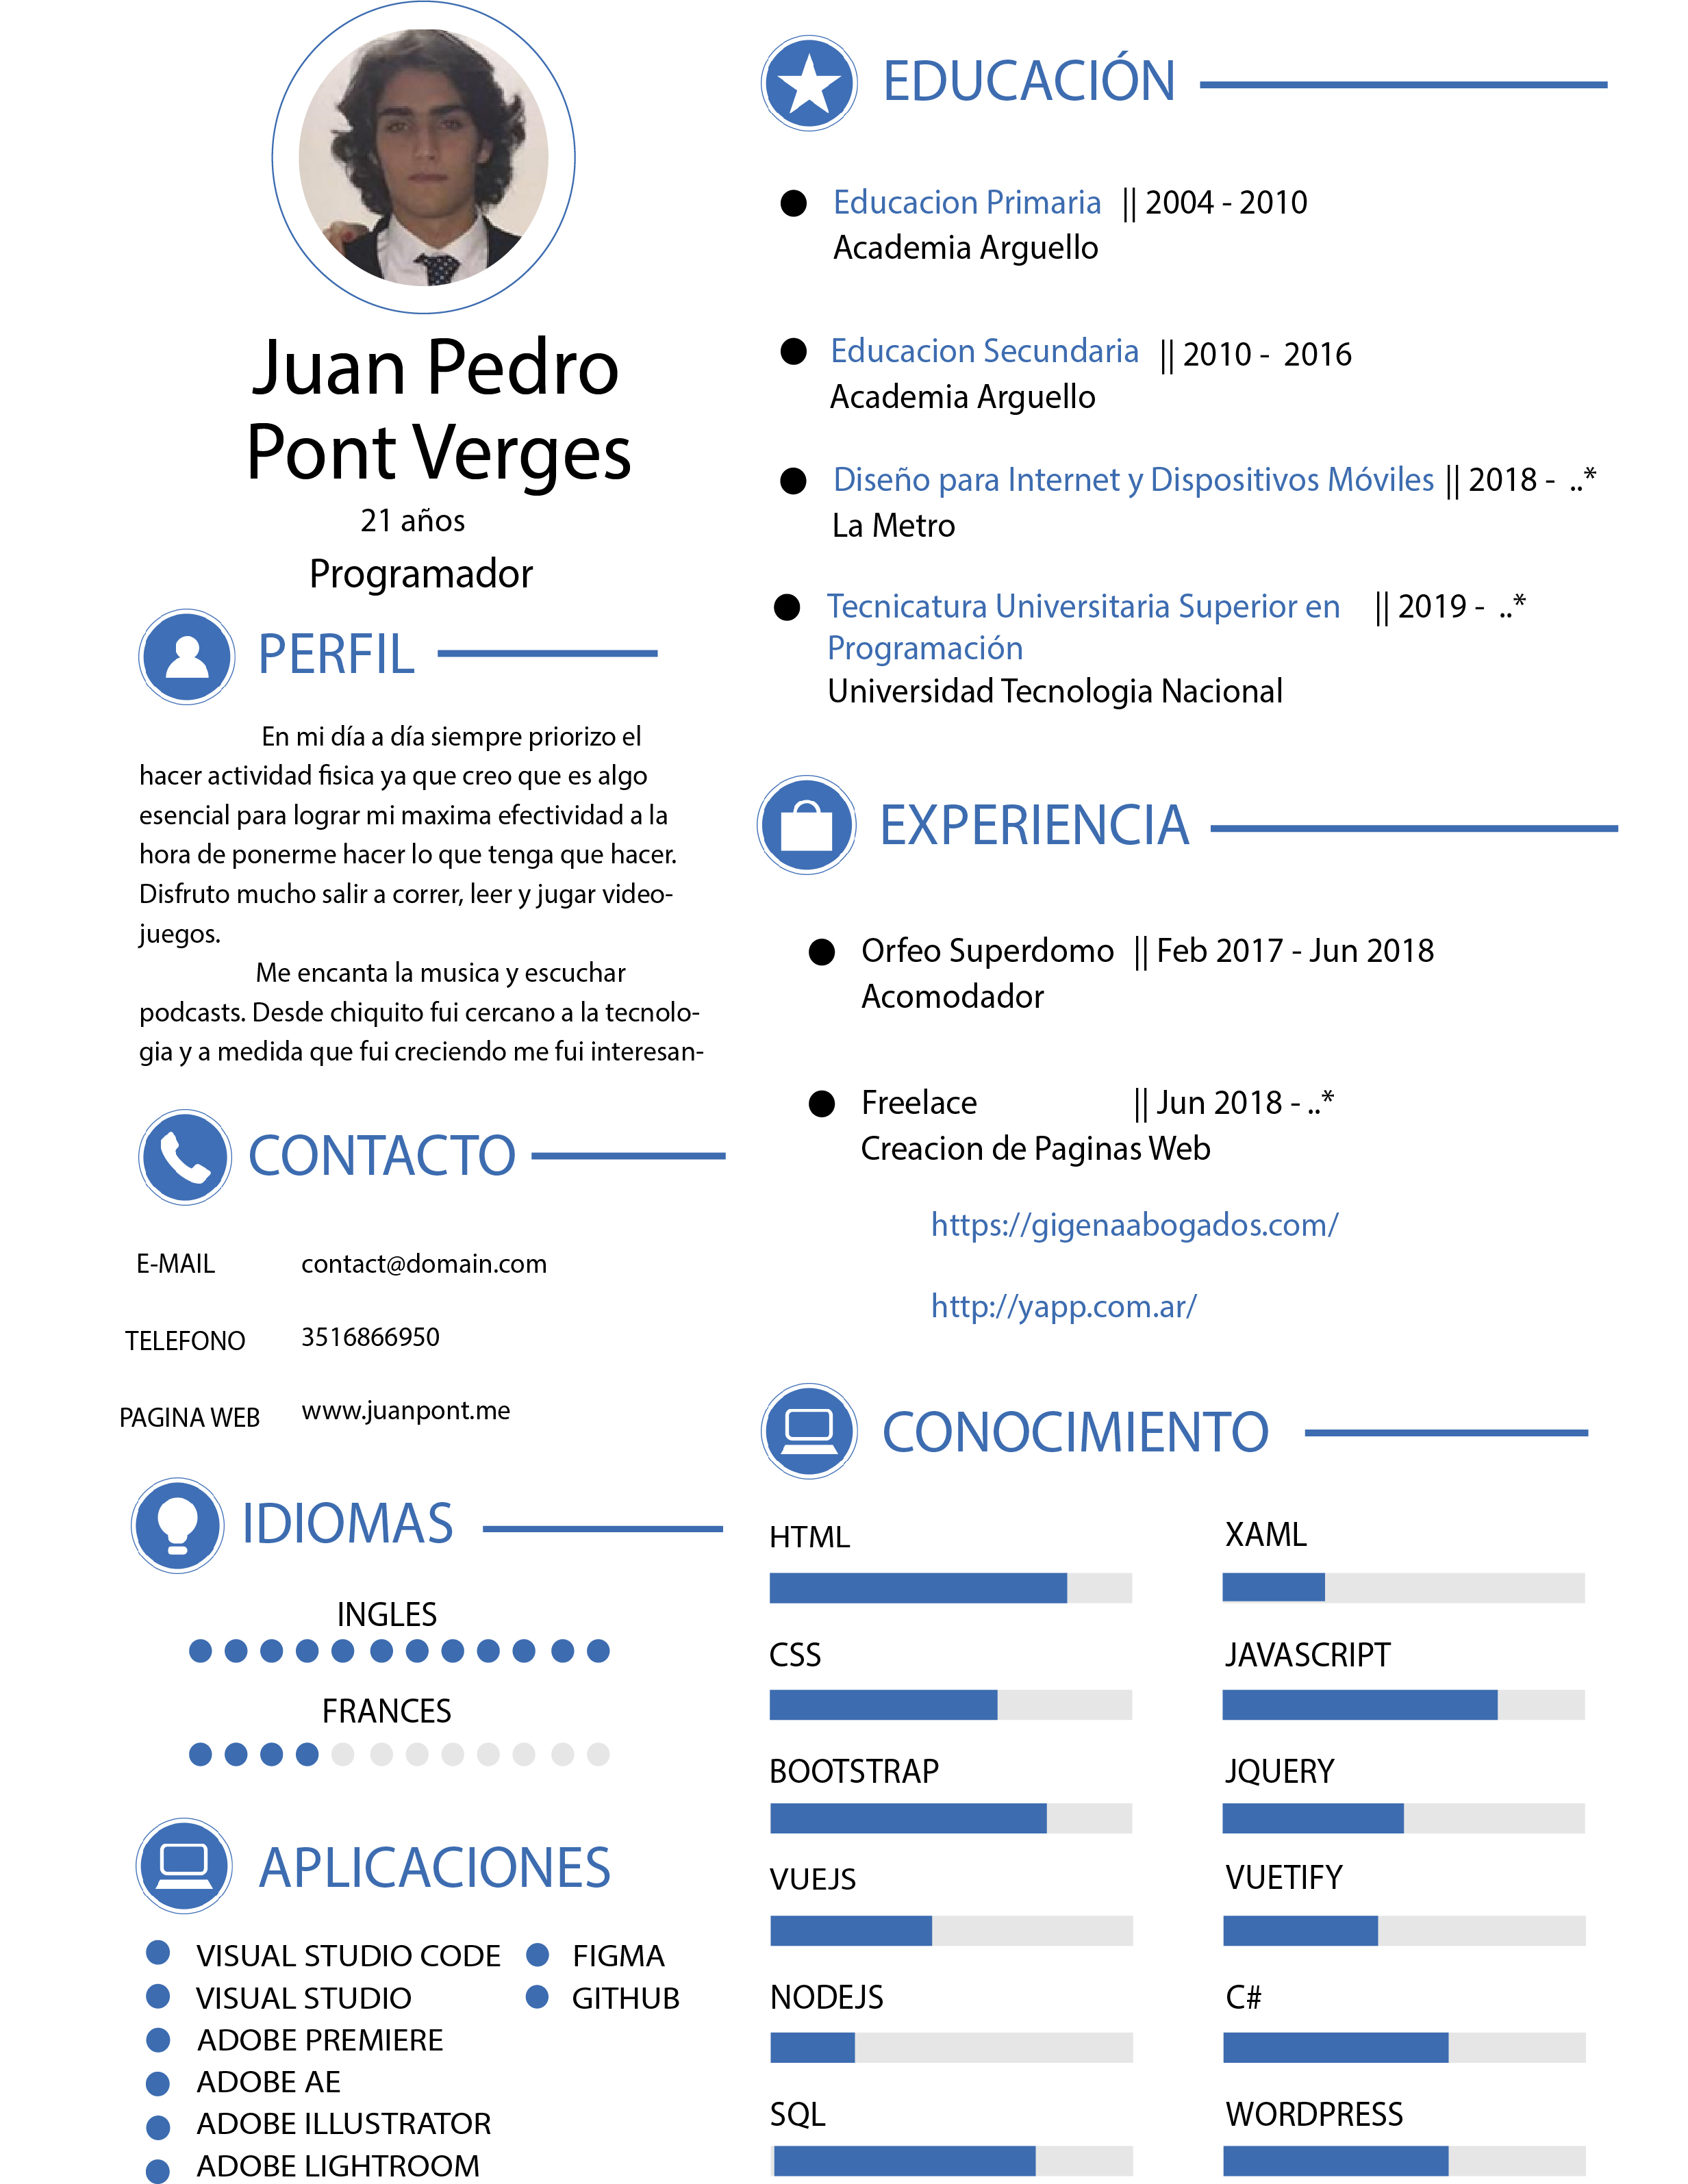 Juan Pedro
Pont Verges
21 años
Programador
PERFIL
En mi día a día siempre priorizo el
hacer actividad fisica ya que creo que es algo
esencial para lograr mi maxima efectividad a la
hora de ponerme hacer lo que tenga que hacer.
Disfruto mucho salir a correr, leer y jugar video-
juegos.
Me encanta la musica y escuchar
podcasts. Desde chiquito fui cercano a la tecnolo-
gia y a medida que fui creciendo me fui interesan-
CONTACTO
E-MAIL contact@domain.com
TELEFONO 3516866950
PAGINA WEB www.juanpont.me
IDIOMAS
INGLES
FRANCES
APLICACIONES
VISUAL STUDIO CODE
VISUAL STUDIO
ADOBE PREMIERE
ADOBE AE
ADOBE ILLUSTRATOR
ADOBE LIGHTROOM
FIGMA
GITHUB
EDUCACIÓN
Educacion Primaria || 2004 - 2010
Academia Arguello
Educacion Secundaria || 2010 - 2016
Academia Arguello
Diseño para Internet y Dispositivos Móviles || 2018 - ..*
La Metro
Tecnicatura Universitaria Superior en || 2019 - ..*
Programación
Universidad Tecnologia Nacional
EXPERIENCIA
Orfeo Superdomo || Feb 2017 - Jun 2018
Acomodador
Freelace || Jun 2018 - ..*
Creacion de Paginas Web
https://gigenaabogados.com/
http://yapp.com.ar/
CONOCIMIENTO
HTML
XAML
CSS
JAVASCRIPT
BOOTSTRAP
JQUERY
VUEJS
VUETIFY
NODEJS
C#
SQL
WORDPRESS